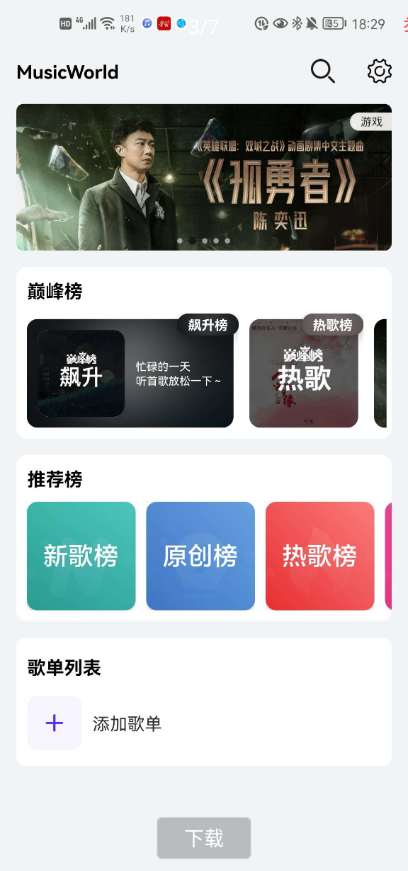 HD 4G 181 K/s 3/7 85 18:29
MusicWorld
游戏
《英雄联盟：双城之战》动画剧集中文主题曲
《孤勇者》
陈奕迅
巅峰榜
飙升榜
巅峰榜
飙升
忙碌的一天
听首歌放松一下～
热歌榜
巅峰榜
热歌
推荐榜
新歌榜
原创榜
热歌榜
歌单列表
添加歌单
下载